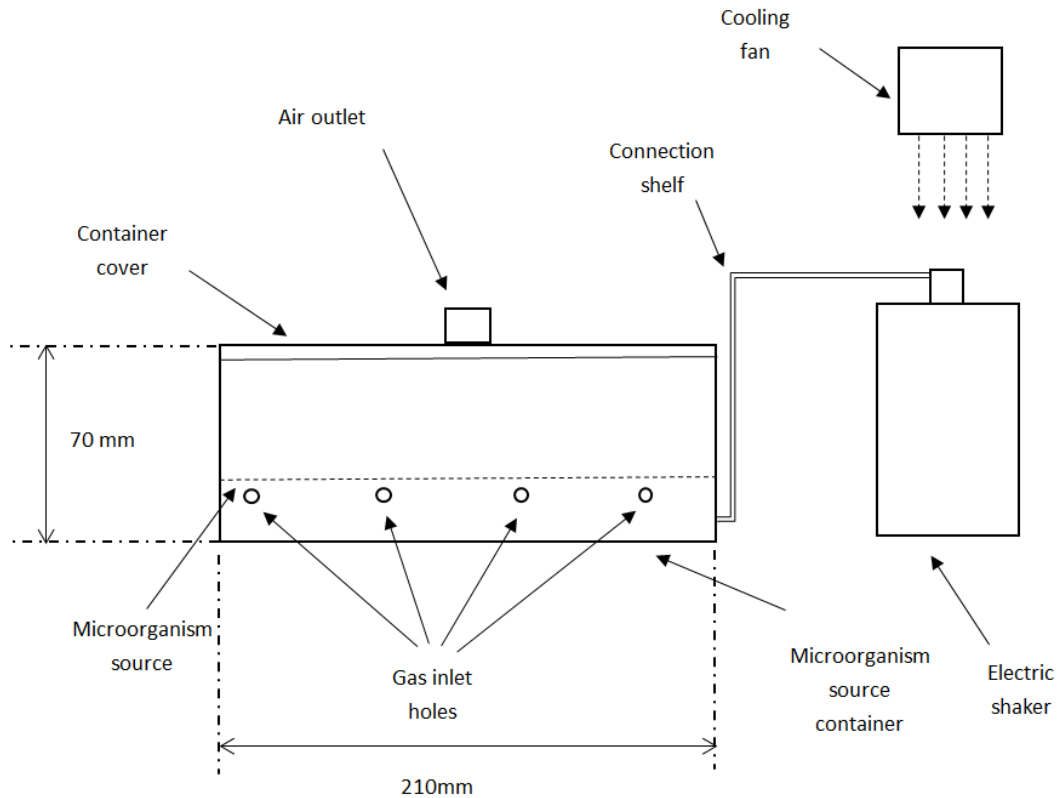 Cooling
fan
Air outlet
Connection
shelf
Container
cover
70 mm
Microorganism
source
Gas inlet
holes
Microorganism
source
container
Electric
shaker
210mm